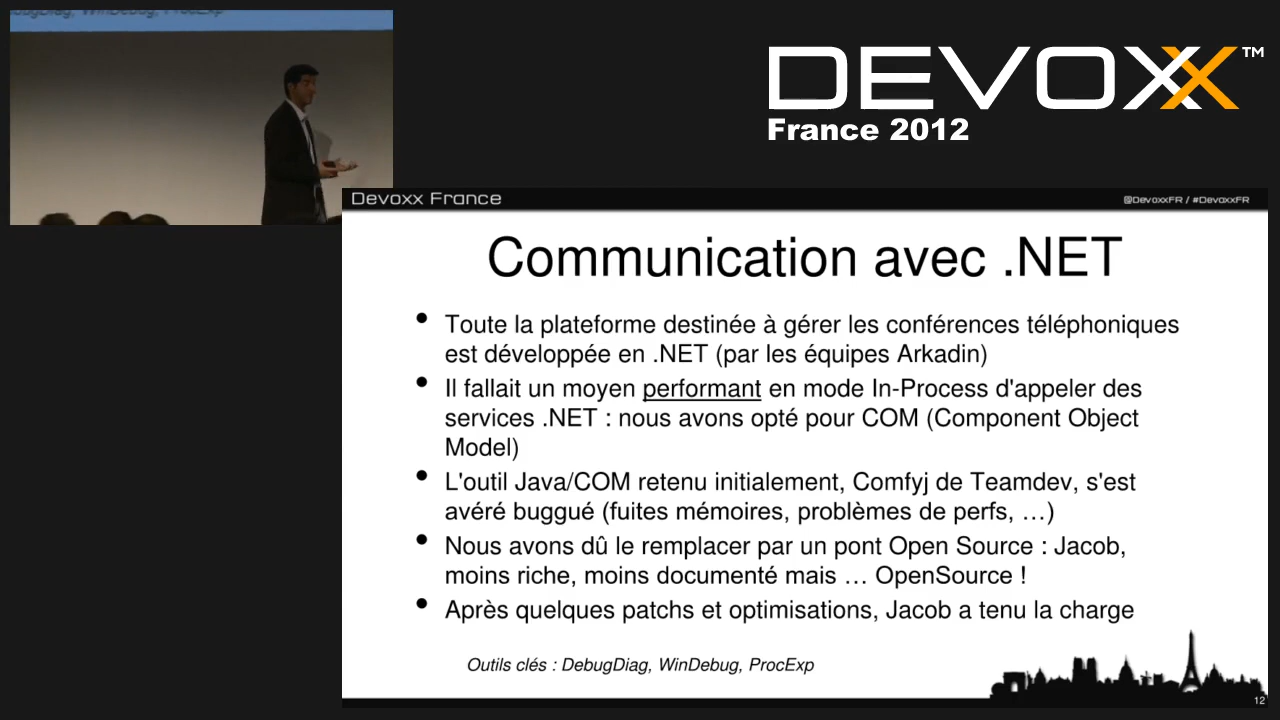 DebugDiag, WinDebug, ProcExp
DEVOXX™
France 2012
Devoxx France
@DevoxxFR / #DevoxxFR
Communication avec .NET
• Toute la plateforme destinée à gérer les conférences téléphoniques
est développée en .NET (par les équipes Arkadin)
• Il fallait un moyen performant en mode In-Process d'appeler des
services .NET : nous avons opté pour COM (Component Object
Model)
• L'outil Java/COM retenu initialement, Comfyj de Teamdev, s'est
avéré buggué (fuites mémoires, problèmes de perfs, …)
• Nous avons dû le remplacer par un pont Open Source : Jacob,
moins riche, moins documenté mais … OpenSource !
• Après quelques patchs et optimisations, Jacob a tenu la charge
Outils clés : DebugDiag, WinDebug, ProcExp
12